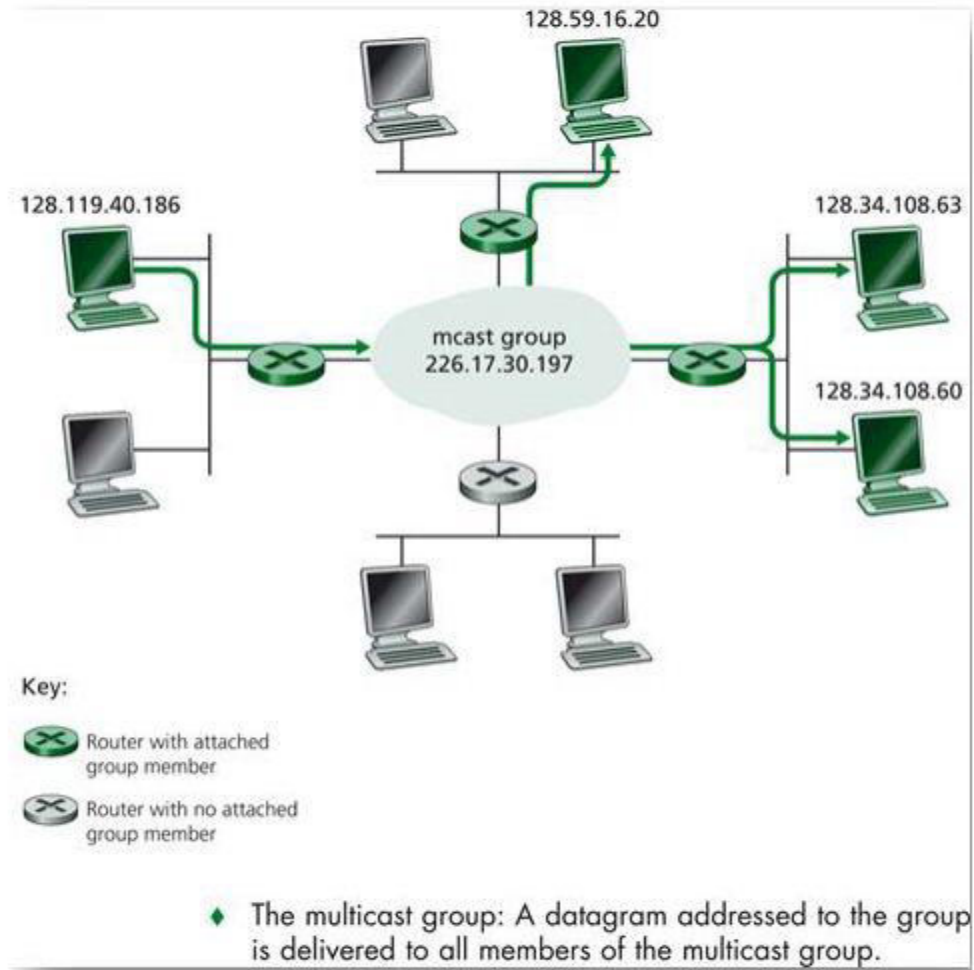 128.59.16.20
128.119.40.186
128.34.108.63
mcast group
226.17.30.197
128.34.108.60
Key:
Router with attached
group member
Router with no attached
group member
♦ The multicast group: A datagram addressed to the group
is delivered to all members of the multicast group.